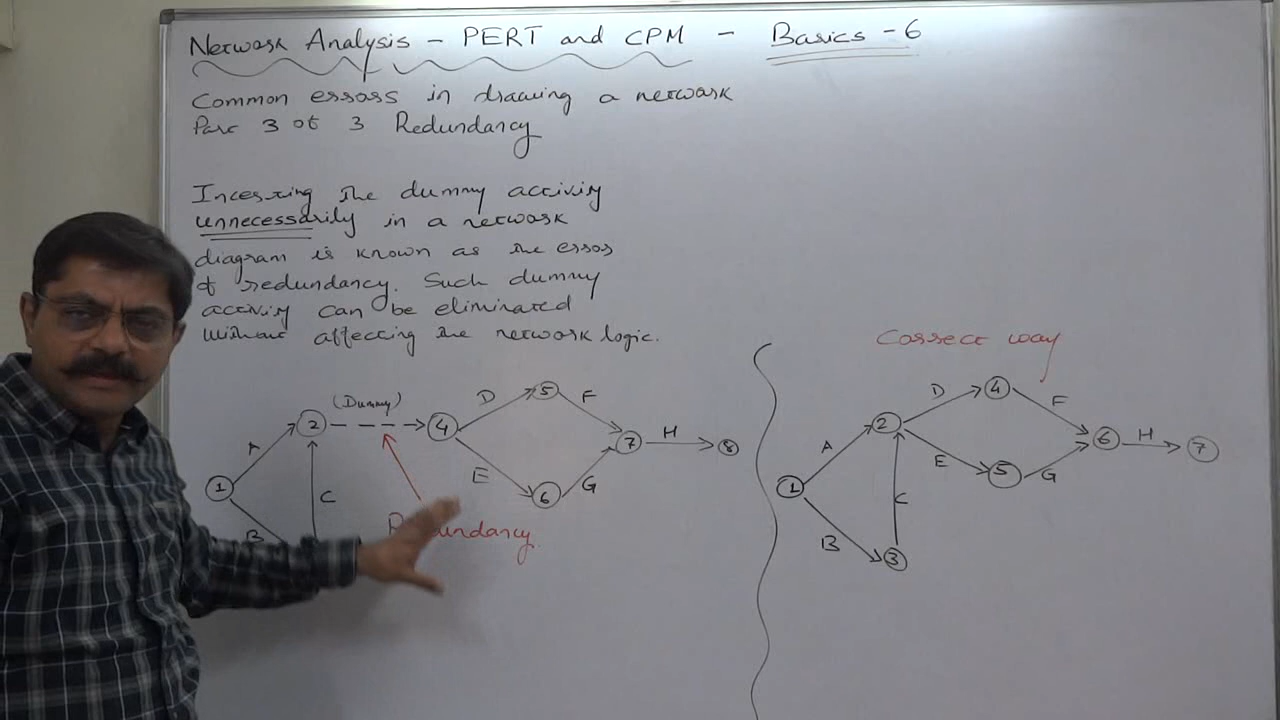 Network Analysis - PERT and CPM - Basics - 6
Common errors in drawing a network
Part 3 of 3 Redundancy
Inserting the dummy activity
unnecessarily in a network
diagram is known as the error
of redundancy. Such dummy
activity can be eliminated
without affecting the network logic.
(Dummy)
1
2
4
5
6
7
8
A
B
C
D
E
F
G
H
Redundancy
Correct way
1
2
3
4
5
6
7
A
B
C
D
E
F
G
H